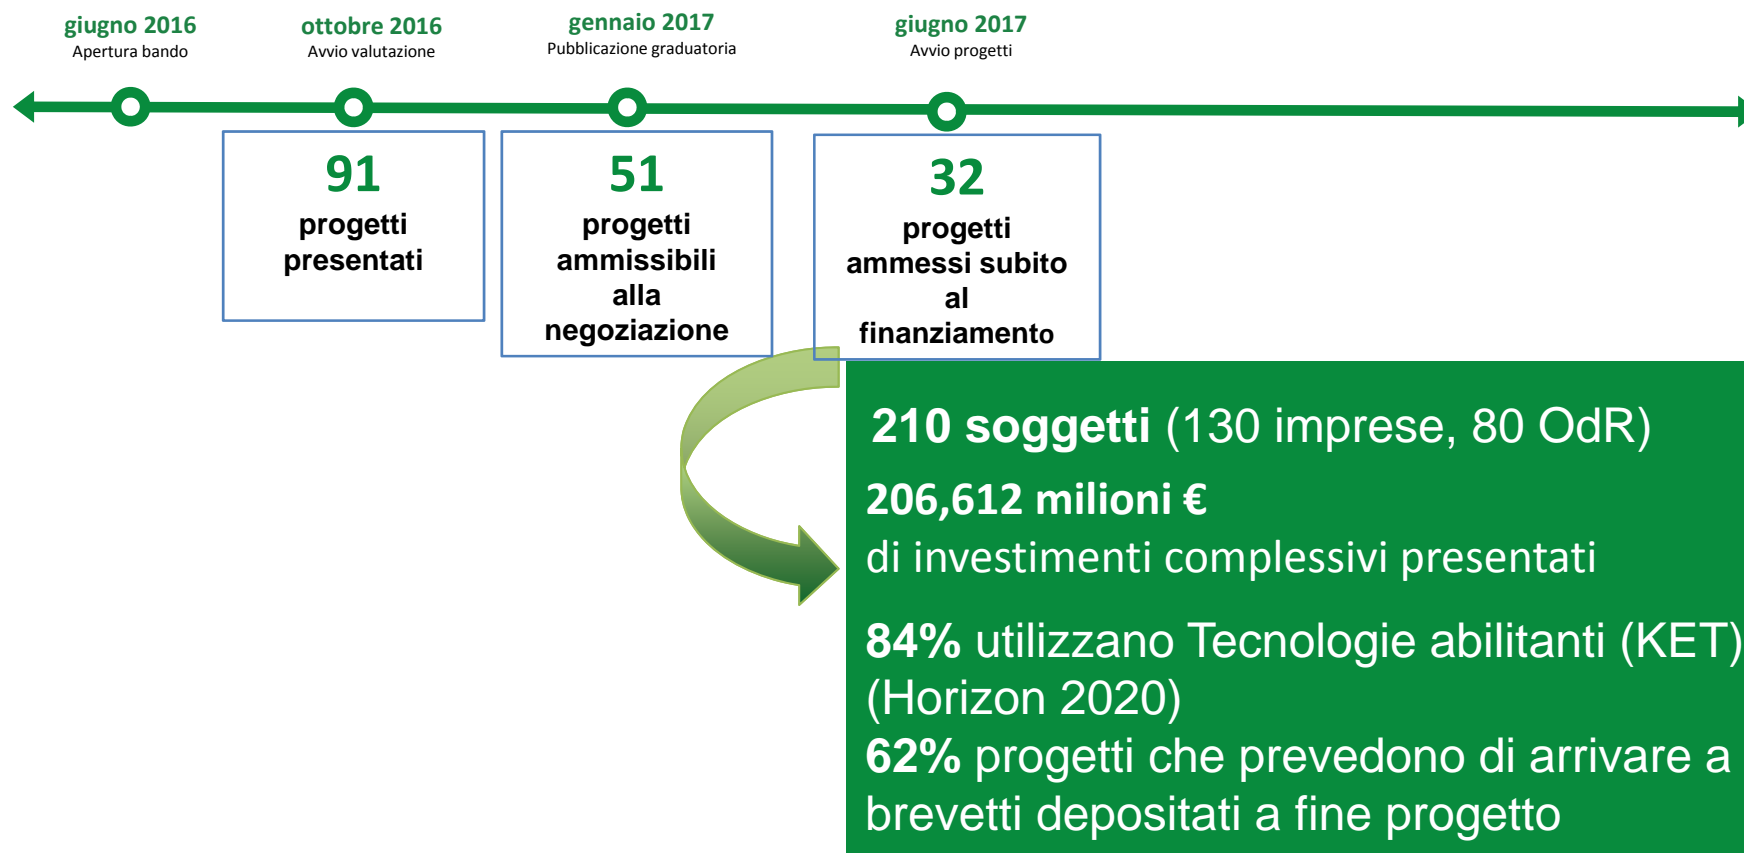 giugno 2016
Apertura bando
ottobre 2016
Avvio valutazione
gennaio 2017
Pubblicazione graduatoria
giugno 2017
Avvio progetti
91
progetti
presentati
51
progetti
ammissibili
alla
negoziazione
32
progetti
ammessi subito
al
finanziamento
210 soggetti (130 imprese, 80 OdR)
206,612 milioni €
di investimenti complessivi presentati
84% utilizzano Tecnologie abilitanti (KET)
(Horizon 2020)
62% progetti che prevedono di arrivare a
brevetti depositati a fine progetto